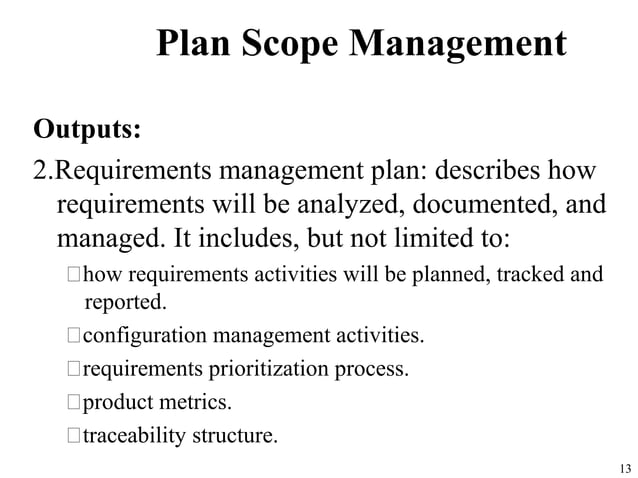 Plan Scope Management
Outputs:
2.Requirements management plan: describes how
requirements will be analyzed, documented, and
managed. It includes, but not limited to:
□how requirements activities will be planned, tracked and
reported.
□configuration management activities.
□requirements prioritization process.
□product metrics.
□traceability structure.
13